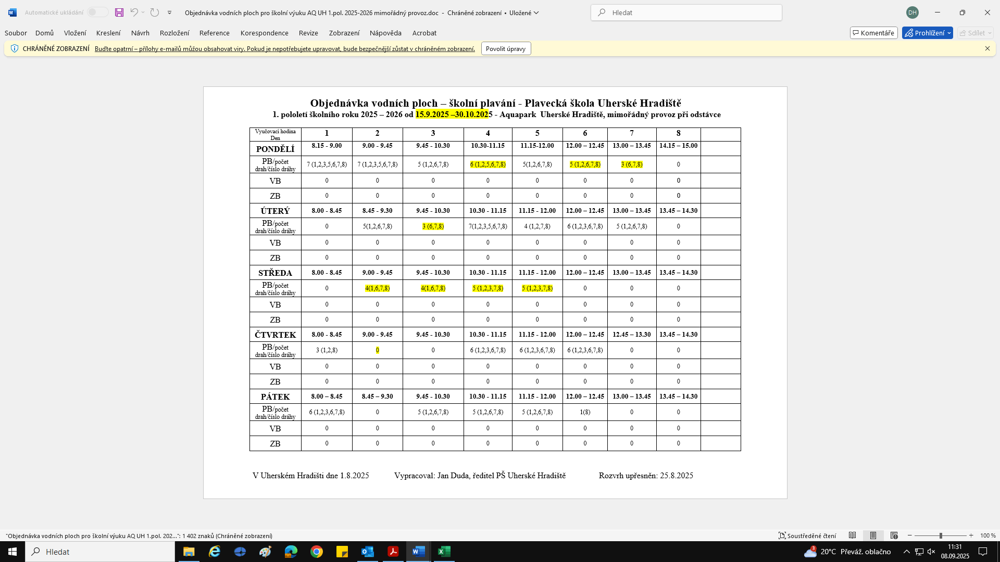 Automatické ukládání
Objednávka vodních ploch pro školní výuku AQ UH 1.pol. 2025-2026 mimořádný provoz.doc - Chráněné zobrazení • Uložené
Hledat
DH
Soubor Domů Vložení Kreslení Návrh Rozložení Reference Korespondence Revize Zobrazení Nápověda Acrobat
Komentáře Prohlížení Sdílet
CHRÁNĚNÉ ZOBRAZENÍ Buďte opatrní – přílohy e-mailů můžou obsahovat viry. Pokud je nepotřebujete upravovat, bude bezpečnější zůstat v chráněném zobrazení. Povolit úpravy
Objednávka vodních ploch – školní plavání - Plavecká škola Uherské Hradiště
1. pololetí školního roku 2025 – 2026 od 15.9.2025 –30.10.2025 - Aquapark Uherské Hradiště, mimořádný provoz při odstávce
Vyučovací hodina
Den
1 2 3 4 5 6 7 8
PONDĚLÍ 8.15 - 9.00 9.00 - 9.45 9.45 - 10.30 10.30-11.15 11.15-12.00 12.00 – 12.45 13.00 – 13.45 14.15 – 15.00
PB/počet
drah/číslo dráhy
7 (1,2,3,5,6,7,8) 7 (1,2,3,5,6,7,8) 5 (1,2,6,7,8) 6 (1,2,5,6,7,8) 5(1,2,6,7,8) 5 (1,2,6,7,8) 3 (6,7,8) 0
VB 0 0 0 0 0 0 0 0
ZB 0 0 0 0 0 0 0 0
ÚTERÝ 8.00 - 8.45 8.45 - 9.30 9.45 - 10.30 10.30 - 11.15 11.15 - 12.00 12.00 – 12.45 13.00 – 13.45 13.45 – 14.30
PB/počet
drah/číslo dráhy
0 5(1,2,6,7,8) 3 (6,7,8) 7(1,2,3,5,6,7,8) 4 (1,2,7,8) 6 (1,2,3,6,7,8) 5 (1,2,6,7,8) 0
VB 0 0 0 0 0 0 0 0
ZB 0 0 0 0 0 0 0 0
STŘEDA 8.00 - 8.45 9.00 - 9.45 9.45 - 10.30 10.30 - 11.15 11.15 - 12.00 12.00 – 12.45 13.00 – 13.45 13.45 – 14.30
PB/počet
drah/číslo dráhy
0 4(1,6,7,8) 4(1,6,7,8) 5 (1,2,3,7,8) 5 (1,2,3,7,8) 0 0 0
VB 0 0 0 0 0 0 0 0
ZB 0 0 0 0 0 0 0 0
ČTVRTEK 8.00 - 8.45 9.00 - 9.45 9.45 - 10.30 10.30 - 11.15 11.15 - 12.00 12.00 – 12.45 12.45 – 13.30 13.45 – 14.30
PB/počet
drah/číslo dráhy
3 (1,2,8) 0 0 6 (1,2,3,6,7,8) 6 (1,2,3,6,7,8) 6 (1,2,3,6,7,8) 0 0
VB 0 0 0 0 0 0 0 0
ZB 0 0 0 0 0 0 0 0
PÁTEK 8.00 – 8.45 8.45 – 9.30 9.45 - 10.30 10.30 - 11.15 11.15 - 12.00 12.00 – 12.45 13.00 – 13.45 13.45 – 14.30
PB/počet
drah/číslo dráhy
6 (1,2,3,6,7,8) 0 5 (1,2,6,7,8) 5 (1,2,6,7,8) 5 (1,2,6,7,8) 1(8) 0 0
VB 0 0 0 0 0 0 0 0
ZB 0 0 0 0 0 0 0 0
V Uherském Hradišti dne 1.8.2025 Vypracoval: Jan Duda, ředitel PŠ Uherské Hradiště Rozvrh upřesněn: 25.8.2025
"Objednávka vodních ploch pro školní výuku AQ UH 1.pol. 202...": 1 402 znaků (Chráněné zobrazení)
Soustředěné čtení
100 %
Hledat
3
20°C Převáž. oblačno
11:31
08.09.2025